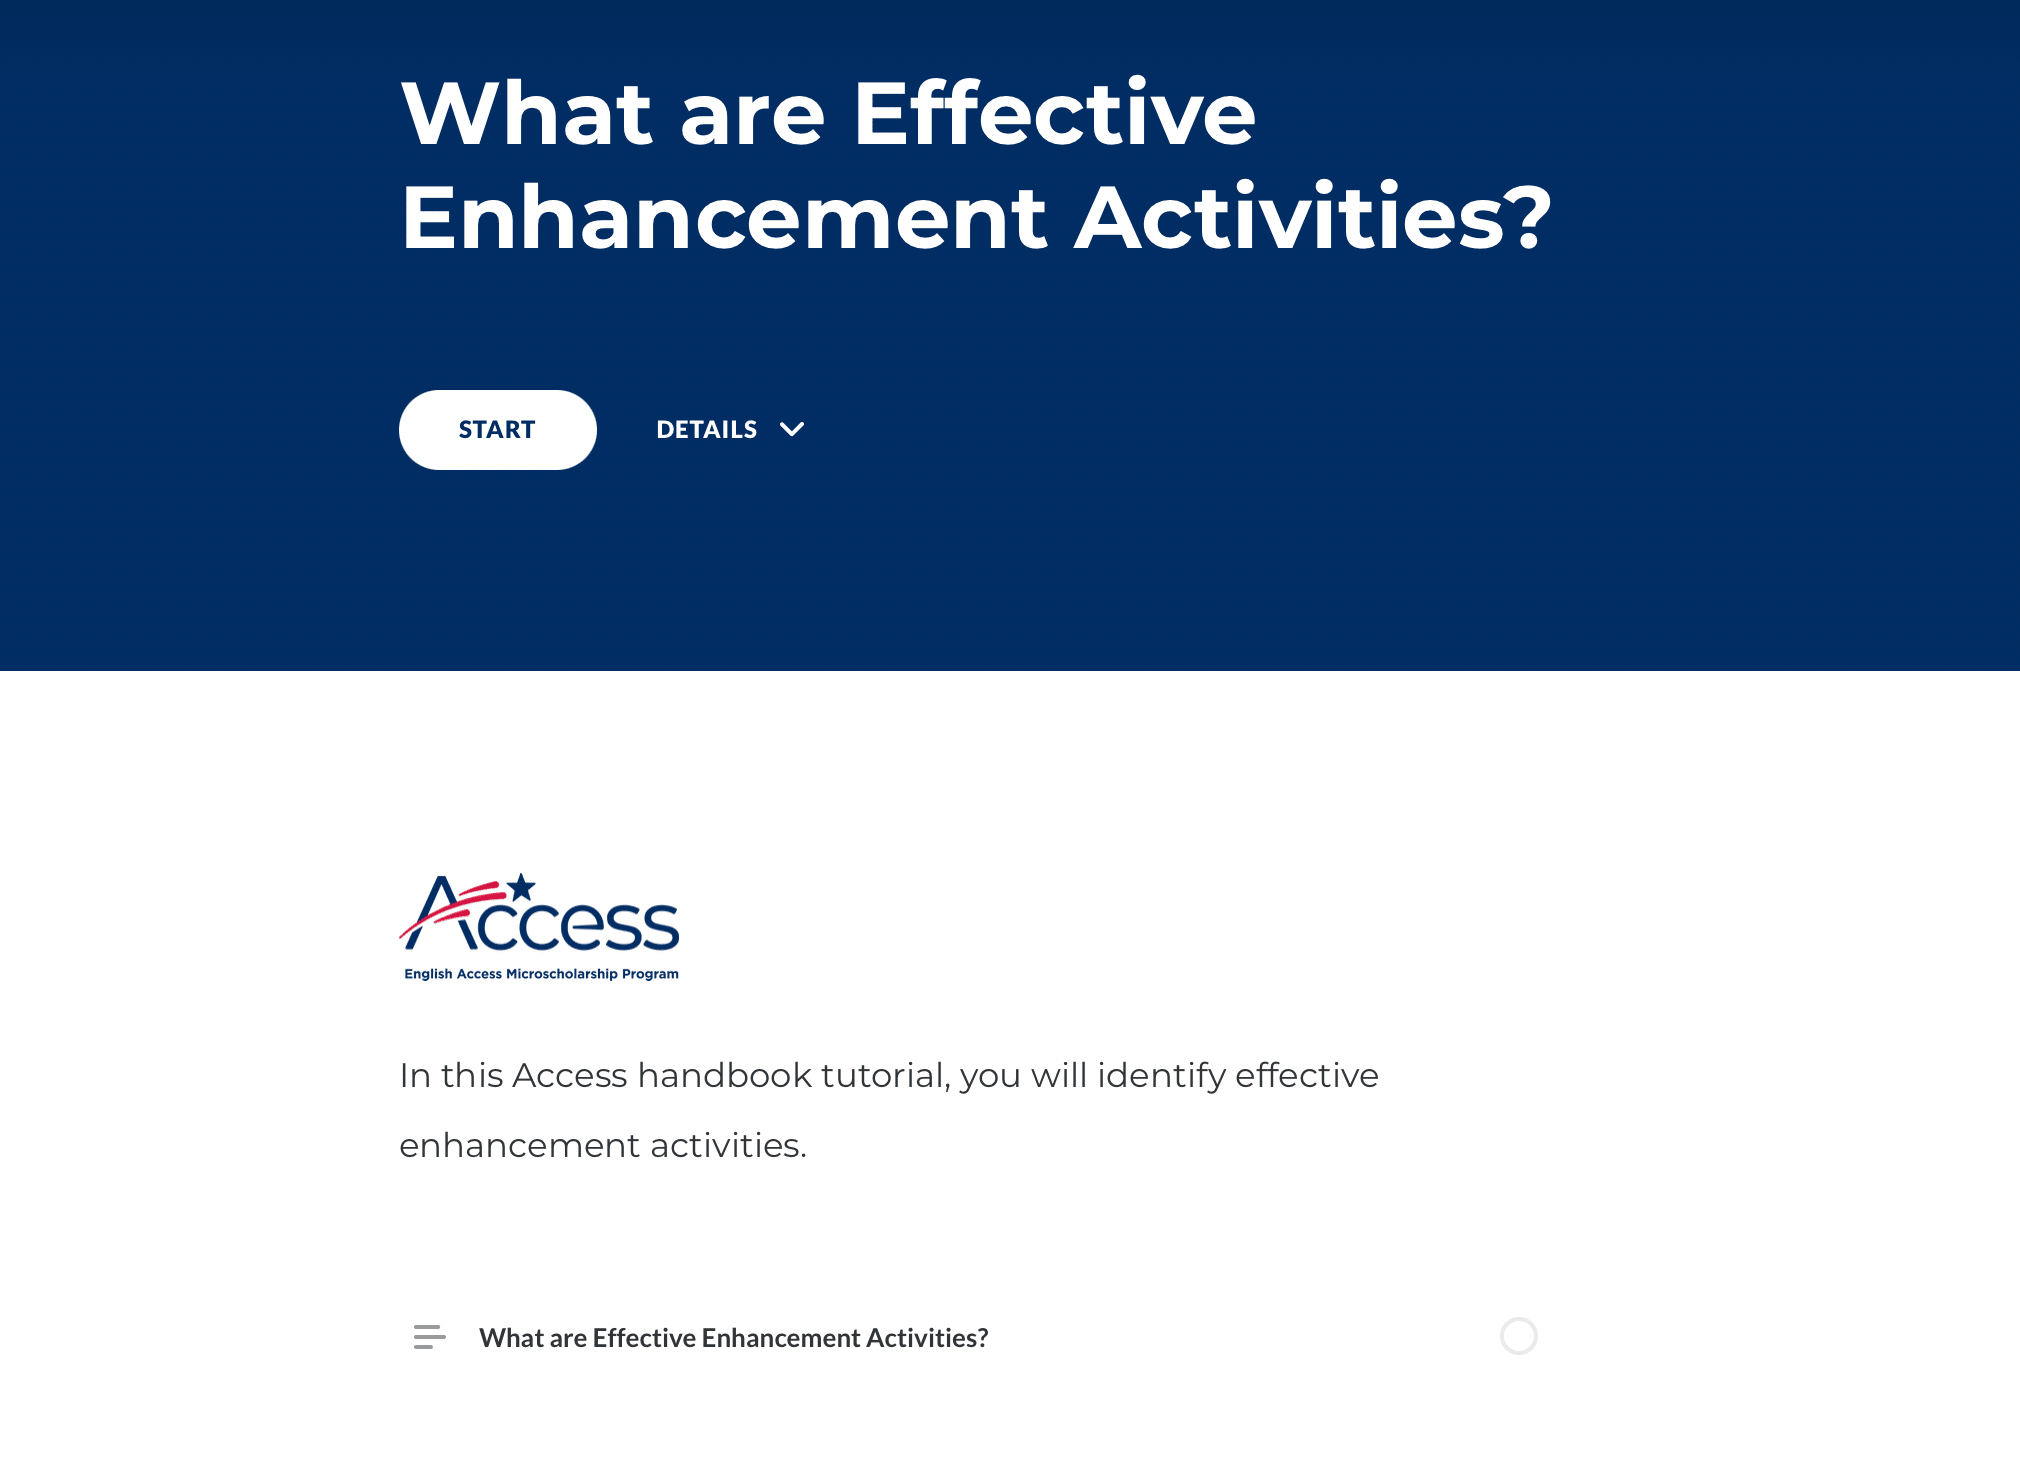 What are Effective
Enhancement Activities?
START
DETAILS
Access
English Access Microscholarship Program
In this Access handbook tutorial, you will identify effective
enhancement activities.
What are Effective Enhancement Activities?